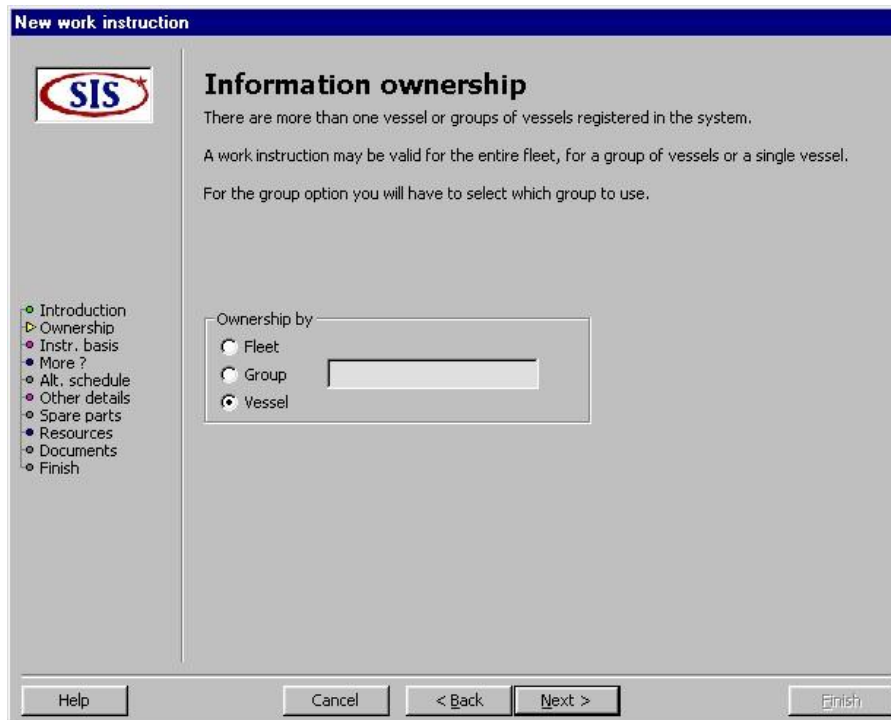 New work instruction
SIS
Information ownership
There are more than one vessel or groups of vessels registered in the system.
A work instruction may be valid for the entire fleet, for a group of vessels or a single vessel.
For the group option you will have to select which group to use.
Introduction
Ownership
Instr. basis
More ?
Alt. schedule
Other details
Spare parts
Resources
Documents
Finish
Ownership by
Fleet
Group
Vessel
Help
Cancel
< Back
Next >
Finish